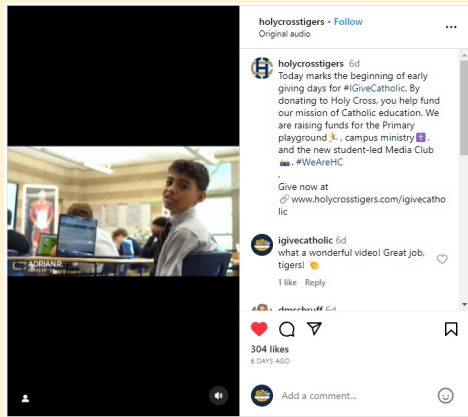 holycrosstigers • Follow
Original audio
holycrosstigers 6d
Today marks the beginning of early
giving days for #IGiveCatholic. By
donating to Holy Cross, you help fund
our mission of Catholic education. We
are raising funds for the Primary
playground🏃, campus ministry✝️,
and the new student-led Media Club
📸. #WeAreHC
.
Give now at
🔗www.holycrosstigers.com/igivecatho
lic
igivecatholic 6d
what a wonderful video! Great job,
tigers! 👏
1 like Reply
dmschruff 6d
304 likes
6 DAYS AGO
Add a comment...
ADRIAN R.